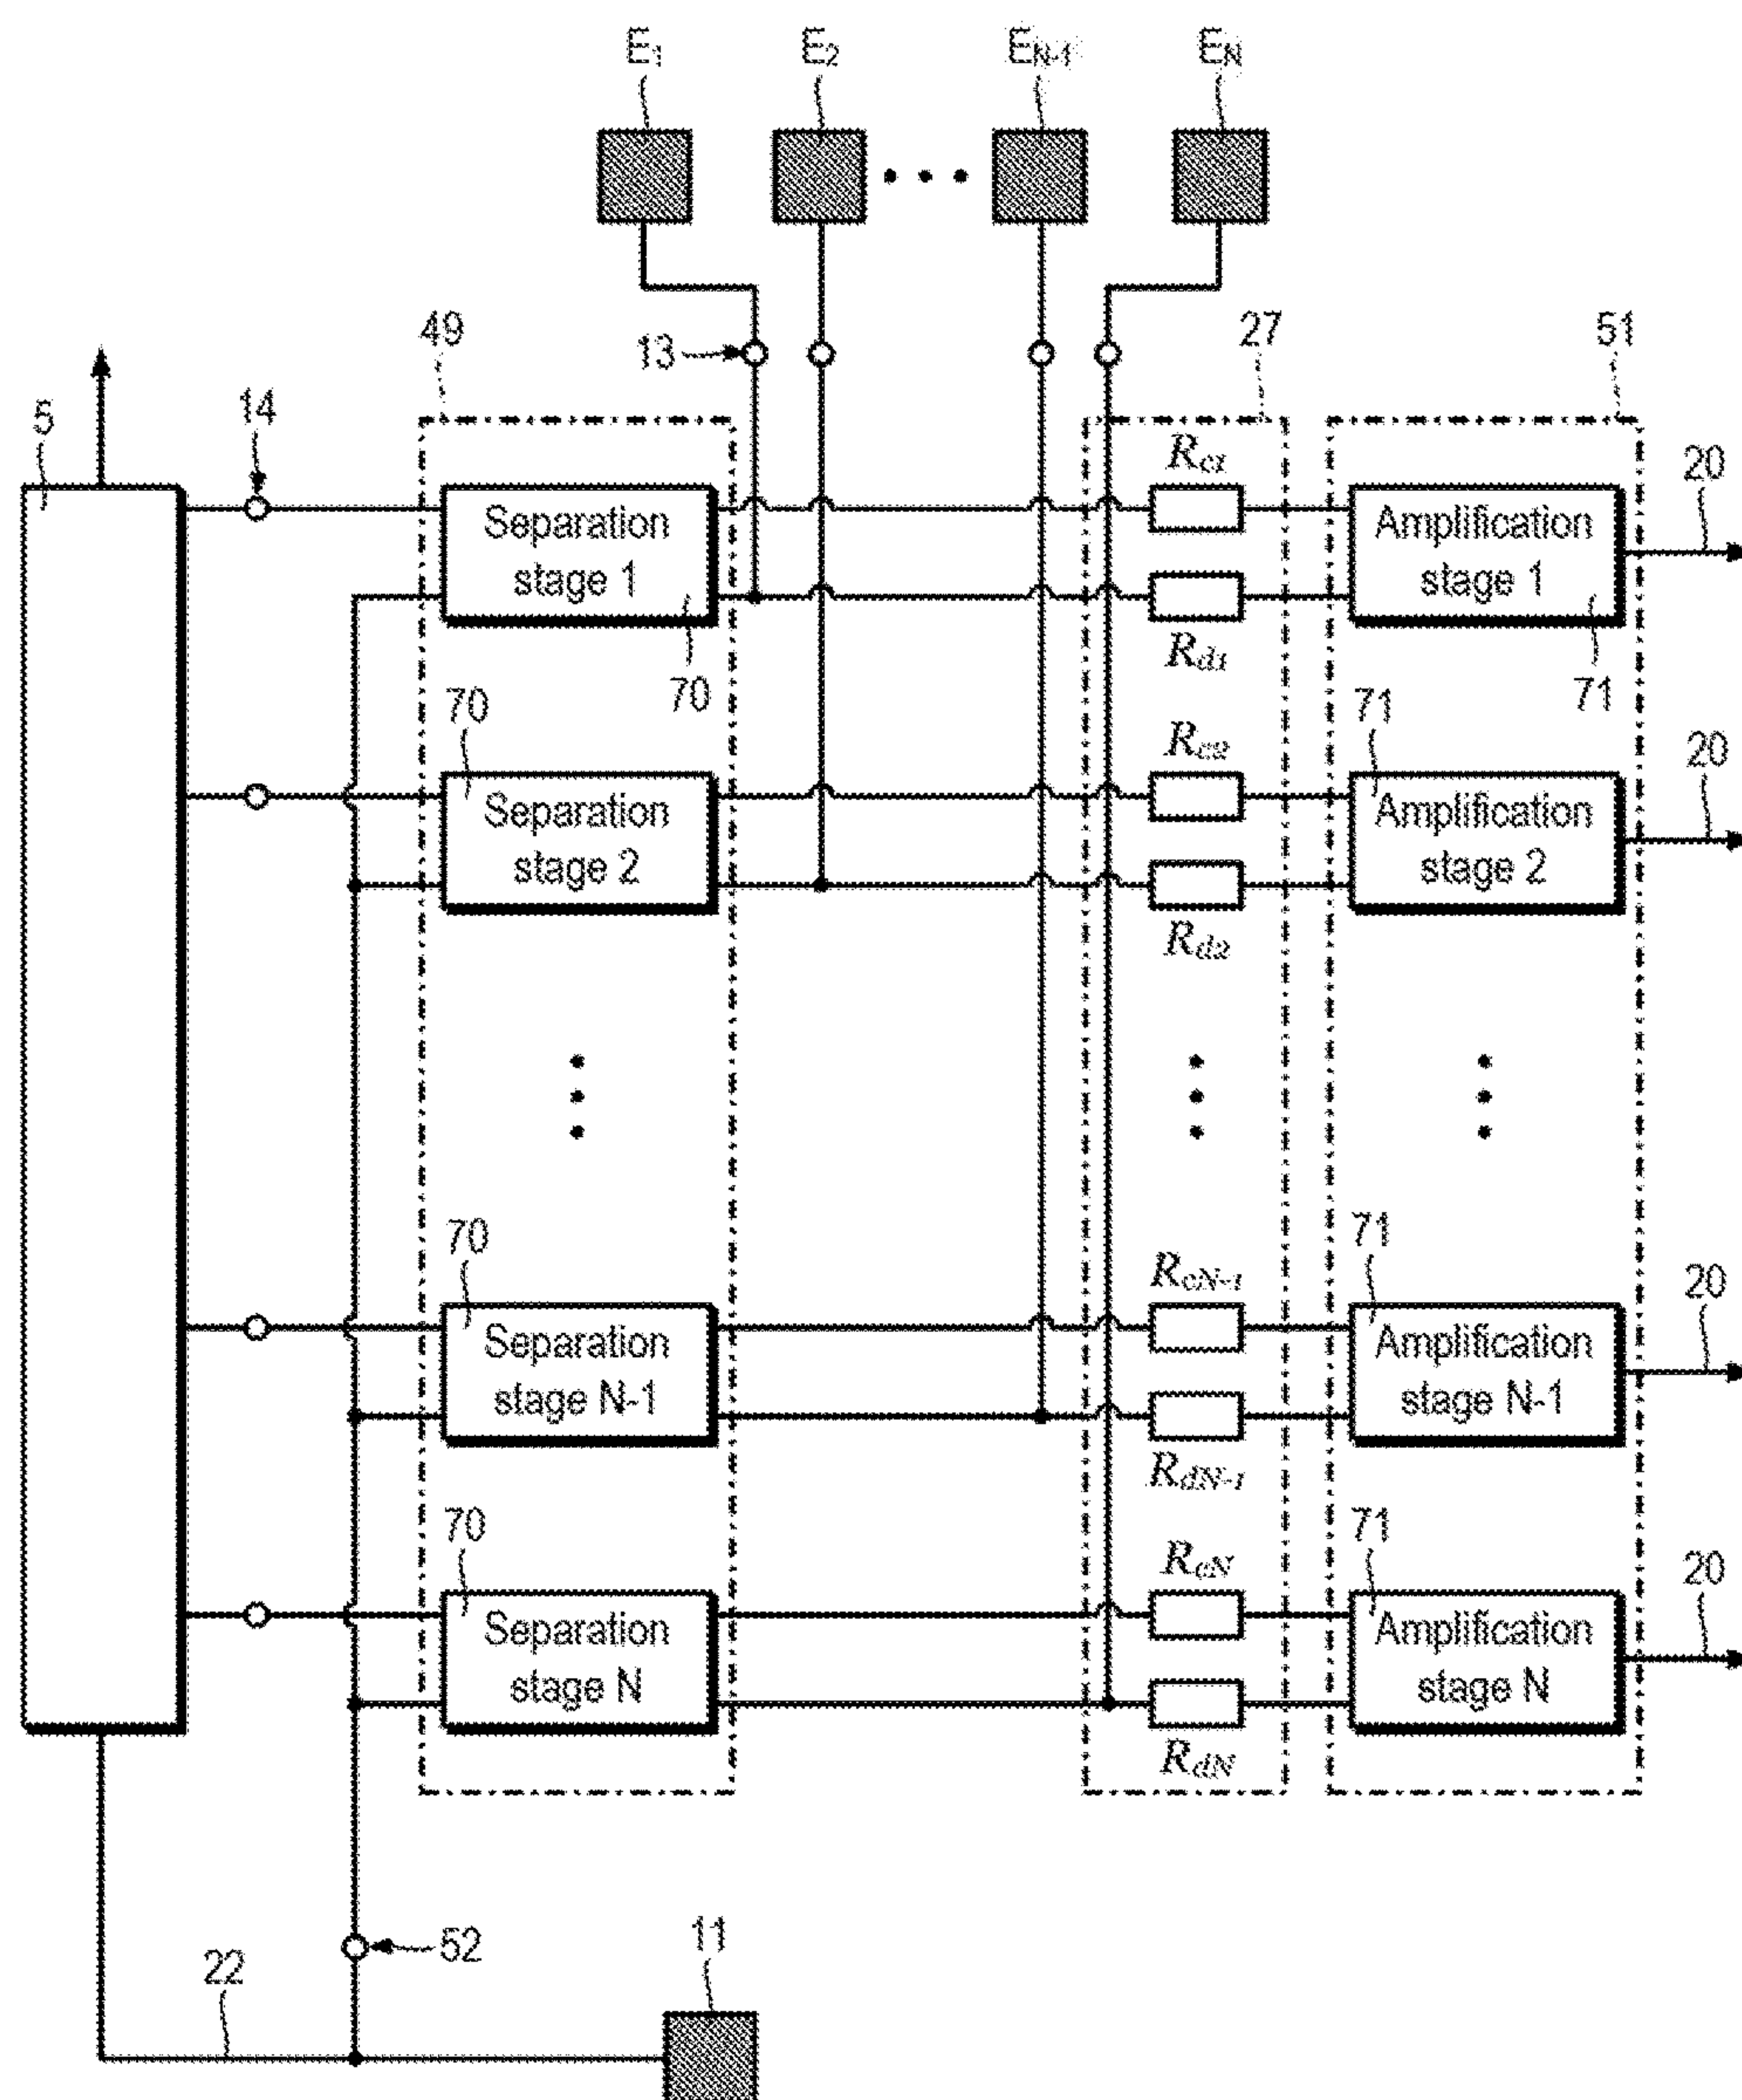 E1 E2 EN-1 EN
49 13 27 51
5 14
Rc1
20
Separation
stage 1
Amplification
stage 1
Rd1
70 71
70 Rc2 71
20
Separation
stage 2
Amplification
stage 2
Rd2
70 RcN-1 71
20
Separation
stage N-1
Amplification
stage N-1
RdN-1
70 RcN 71
20
Separation
stage N
Amplification
stage N
RdN
52
11
22